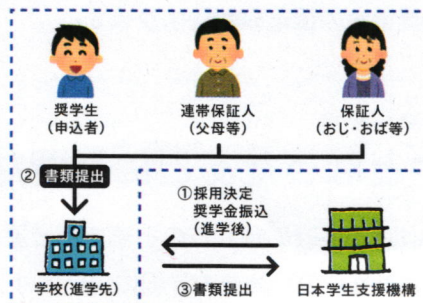 奨学生
(申込者)
連帯保証人
(父母等)
保証人
(おじ・おば等)
② 書類提出
①採用決定
奨学金振込
(進学後)
学校(進学先)
③書類提出
日本学生支援機構